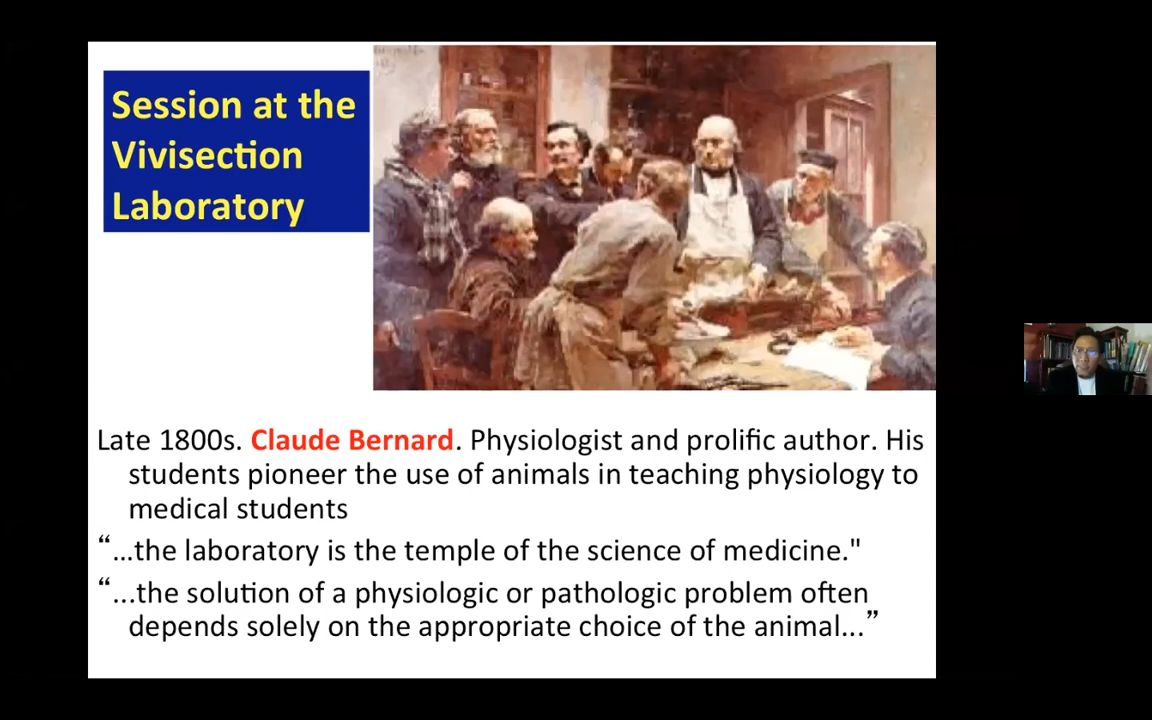 Session at the
Vivisection
Laboratory
Late 1800s. Claude Bernard. Physiologist and prolific author. His
students pioneer the use of animals in teaching physiology to
medical students
“…the laboratory is the temple of the science of medicine."
“...the solution of a physiologic or pathologic problem often
depends solely on the appropriate choice of the animal...”